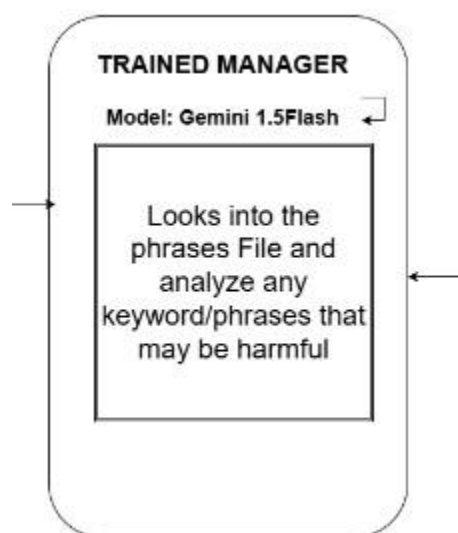 TRAINED MANAGER
Model: Gemini 1.5Flash
Looks into the
phrases File and
analyze any
keyword/phrases that
may be harmful